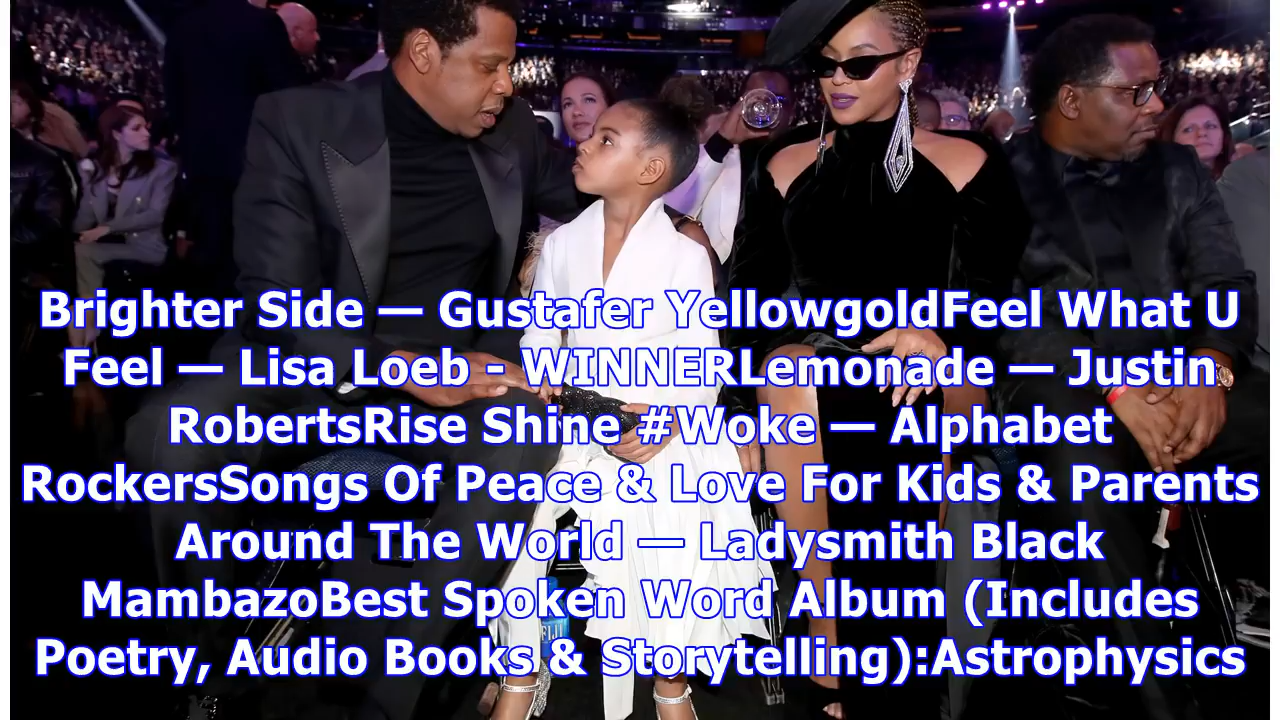 Brighter Side — Gustafer YellowgoldFeel What U
Feel — Lisa Loeb - WINNERLemonade — Justin
RobertsRise Shine #Woke — Alphabet
RockersSongs Of Peace & Love For Kids & Parents
Around The World — Ladysmith Black
MambazoBest Spoken Word Album (Includes
Poetry, Audio Books & Storytelling):Astrophysics
FIJI